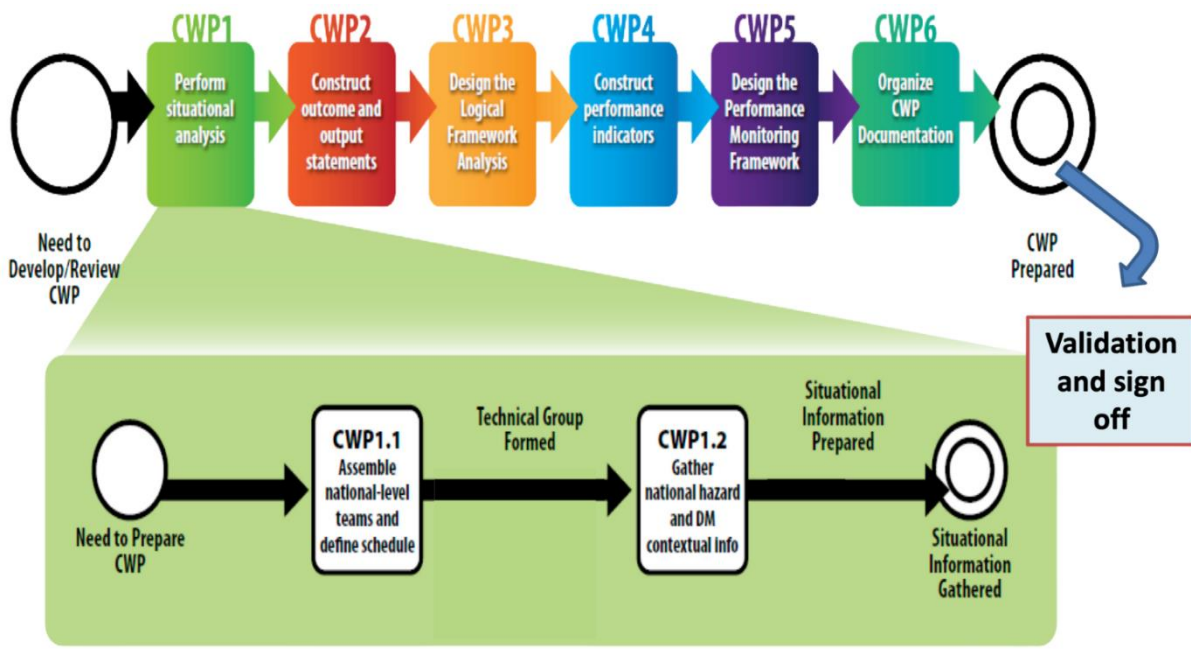 CWP1
Perform
situational
analysis
CWP2
Construct
outcome and
output
statements
CWP3
Design the
Logical
Framework
Analysis
CWP4
Construct
performance
indicators
CWP5
Design the
Performance
Monitoring
Framework
CWP6
Organize
CWP
Documentation
Need to
Develop/Review
CWP
CWP
Prepared
Validation
and sign
off
Need to Prepare
CWP
CWP1.1
Assemble
national-level
teams and
define schedule
Technical Group
Formed
CWP1.2
Gather
national hazard
and DM
contextual info
Situational
Information
Prepared
Situational
Information
Gathered